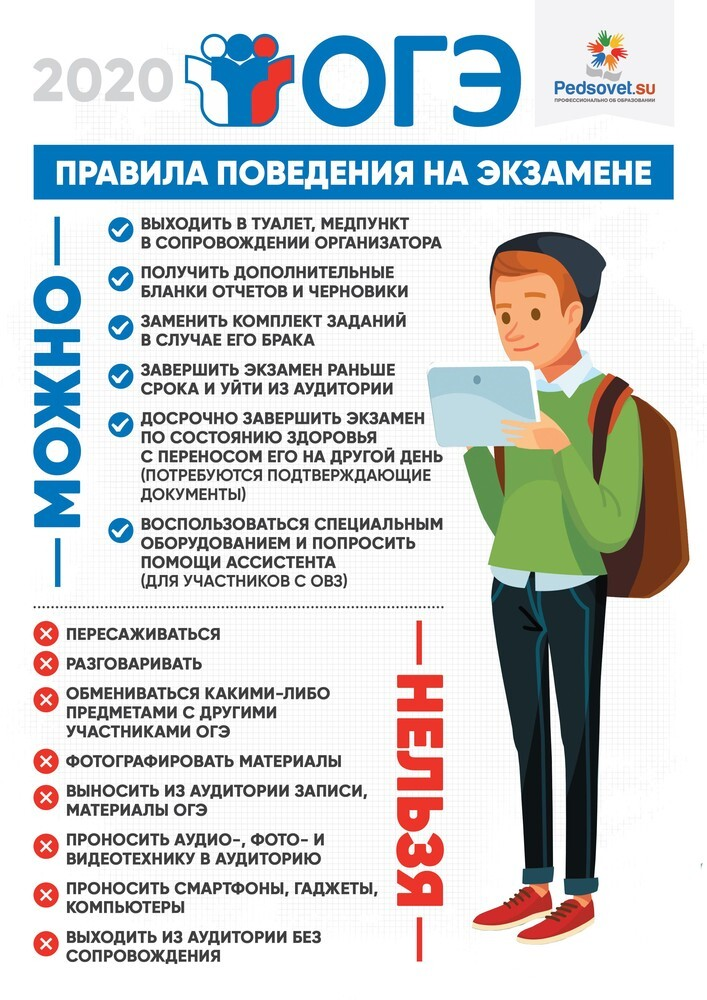 2020 ОГЭ
Pedsovet.su
ПРОФЕССИОНАЛЬНО ОБ ОБРАЗОВАНИИ
ПРАВИЛА ПОВЕДЕНИЯ НА ЭКЗАМЕНЕ
МОЖНО
ВЫХОДИТЬ В ТУАЛЕТ, МЕДПУНКТ
В СОПРОВОЖДЕНИИ ОРГАНИЗАТОРА
ПОЛУЧИТЬ ДОПОЛНИТЕЛЬНЫЕ
БЛАНКИ ОТЧЕТОВ И ЧЕРНОВИКИ
ЗАМЕНИТЬ КОМПЛЕКТ ЗАДАНИЙ
В СЛУЧАЕ ЕГО БРАКА
ЗАВЕРШИТЬ ЭКЗАМЕН РАНЬШЕ
СРОКА И УЙТИ ИЗ АУДИТОРИИ
ДОСРОЧНО ЗАВЕРШИТЬ ЭКЗАМЕН
ПО СОСТОЯНИЮ ЗДОРОВЬЯ
С ПЕРЕНОСОМ ЕГО НА ДРУГОЙ ДЕНЬ
(ПОТРЕБУЮТСЯ ПОДТВЕРЖДАЮЩИЕ
ДОКУМЕНТЫ)
ВОСПОЛЬЗОВАТЬСЯ СПЕЦИАЛЬНЫМ
ОБОРУДОВАНИЕМ И ПОПРОСИТЬ
ПОМОЩИ АССИСТЕНТА
(ДЛЯ УЧАСТНИКОВ С ОВЗ)
НЕЛЬЗЯ
ПЕРЕСАЖИВАТЬСЯ
РАЗГОВАРИВАТЬ
ОБМЕНИВАТЬСЯ КАКИМИ-ЛИБО
ПРЕДМЕТАМИ С ДРУГИМИ
УЧАСТНИКАМИ ОГЭ
ФОТОГРАФИРОВАТЬ МАТЕРИАЛЫ
ВЫНОСИТЬ ИЗ АУДИТОРИИ ЗАПИСИ,
МАТЕРИАЛЫ ОГЭ
ПРОНОСИТЬ АУДИО-, ФОТО- И
ВИДЕОТЕХНИКУ В АУДИТОРИЮ
ПРОНОСИТЬ СМАРТФОНЫ, ГАДЖЕТЫ,
КОМПЬЮТЕРЫ
ВЫХОДИТЬ ИЗ АУДИТОРИИ БЕЗ
СОПРОВОЖДЕНИЯ